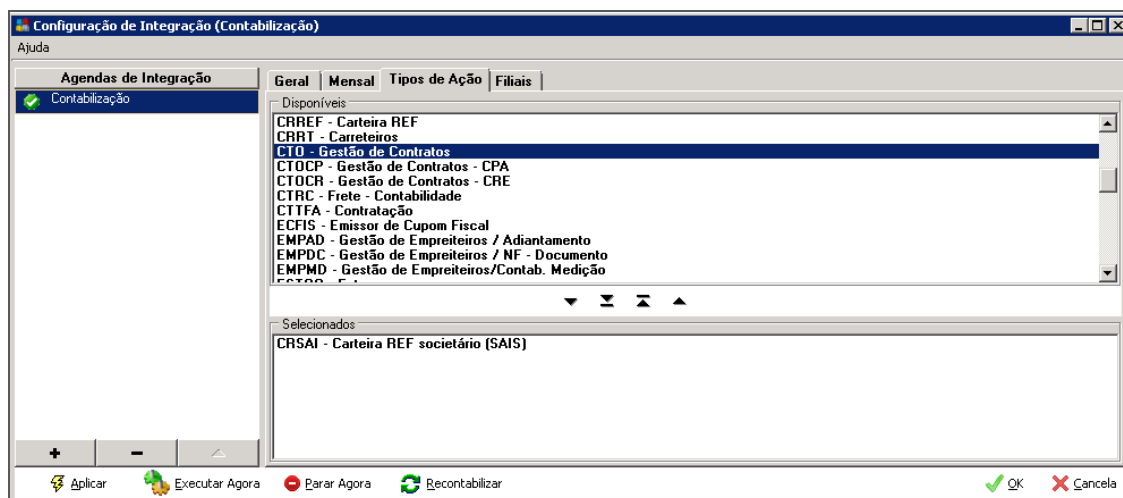 Configuração de Integração (Contabilização)
Ajuda
Agendas de Integração
Contabilização
Geral
Mensal
Tipos de Ação
Filiais
Disponíveis
CRREF - Carteira REF
CRRT - Carreteiros
CTO - Gestão de Contratos
CTOCP - Gestão de Contratos - CPA
CTOCR - Gestão de Contratos - CRE
CTRC - Frete - Contabilidade
CTTFA - Contratação
ECFIS - Emissor de Cupom Fiscal
EMPAD - Gestão de Empreiteiros / Adiantamento
EMPDC - Gestão de Empreiteiros / NF - Documento
EMPMD - Gestão de Empreiteiros/Contab. Medição
Selecionados
CRSAI - Carteira REF societário (SAIS)
Aplicar
Executar Agora
Parar Agora
Recontabilizar
OK
Cancela